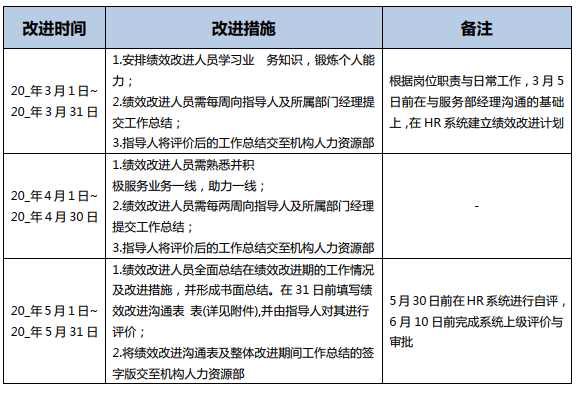 改进时间
改进措施
备注
20_年3月1日~
20_年3月31日
1.安排绩效改进人员学习业 务知识，锻炼个人能
力；
2.绩效改进人员需每周向指导人及所属部门经理提
交工作总结；
3.指导人将评价后的工作总结交至机构人力资源部
根据岗位职责与日常工作，3月5
日前在与服务部经理沟通的基础
上，在HR系统建立绩效改进计划
20_年4月1日~
20_年4月30日
1.绩效改进人员需熟悉并积
极服务业务一线，助力一线；
2.绩效改进人员需每两周向指导人及所属部门经理
提交工作总结；
3.指导人将评价后的工作总结交至机构人力资源部
-
20_年5月1日~
20_年5月31日
1.绩效改进人员全面总结在绩效改进期的工作情况
及改进措施，并形成书面总结。在31日前填写绩
效改进沟通表 表(详见附件),并由指导人对其进行
评价；
2.将绩效改进沟通表及整体改进期间工作总结的签
字版交至机构人力资源部
5月30日前在HR系统进行自评，
6月10日前完成系统上级评价与
审批